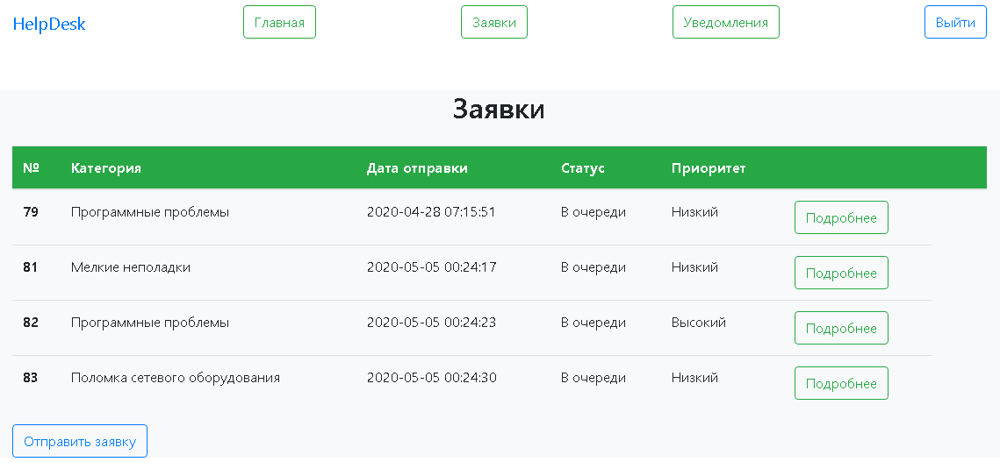 HelpDesk Главная Заявки Уведомления Выйти
Заявки
№ Категория Дата отправки Статус Приоритет
79 Программные проблемы 2020-04-28 07:15:51 В очереди Низкий Подробнее
81 Мелкие неполадки 2020-05-05 00:24:17 В очереди Низкий Подробнее
82 Программные проблемы 2020-05-05 00:24:23 В очереди Высокий Подробнее
83 Поломка сетевого оборудования 2020-05-05 00:24:30 В очереди Низкий Подробнее
Отправить заявку